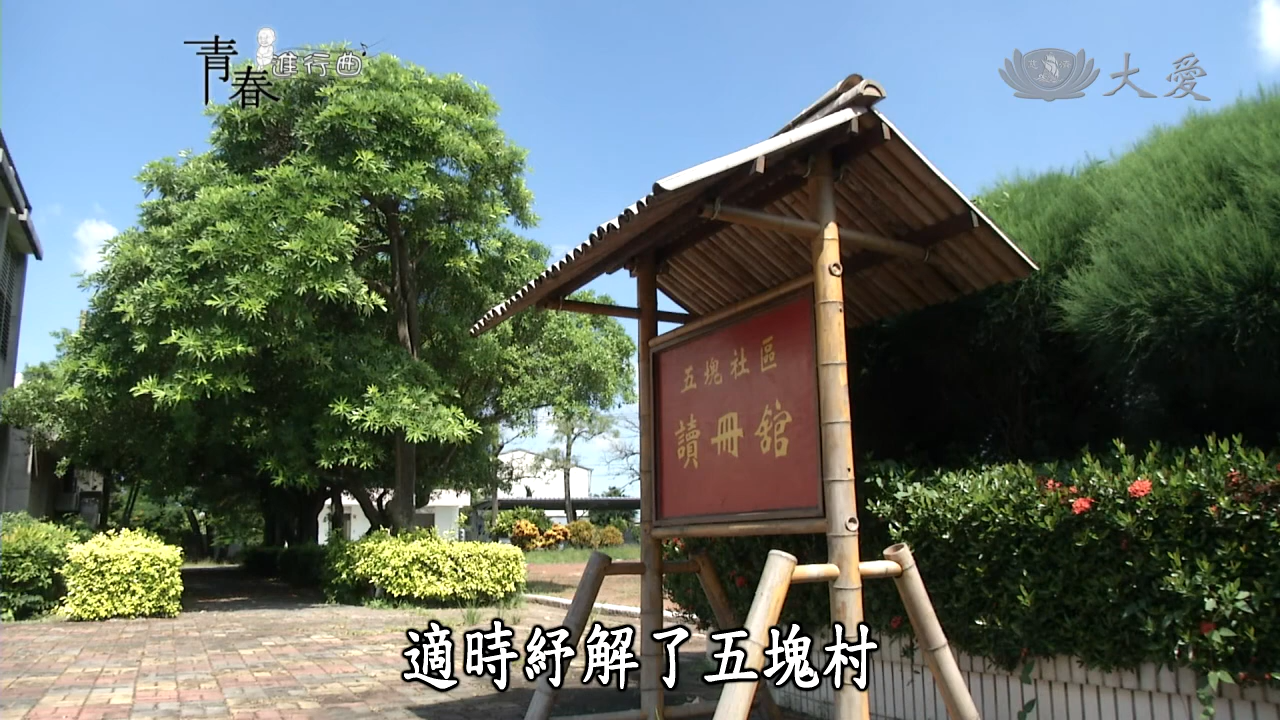 青春進行曲
大愛
五塊社區
讀冊舘
適時紓解了五塊村